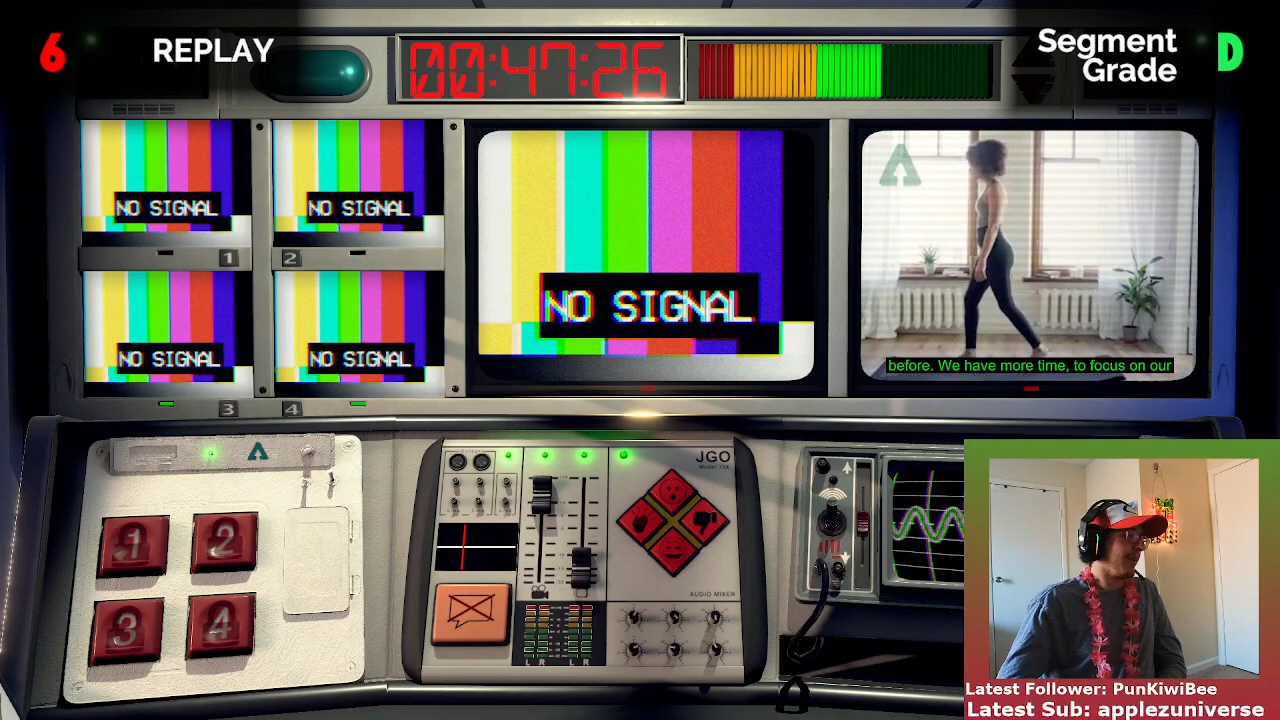 6
REPLAY
00:47:26
Segment
Grade
D
NO SIGNAL
NO SIGNAL
NO SIGNAL
NO SIGNAL
NO SIGNAL
1
2
3
4
before. We have more time, to focus on our
1
2
3
4
JGO
AUDIO MIXER
L R L R
Latest Follower: PunKiwiBee
Latest Sub: applezuniverse